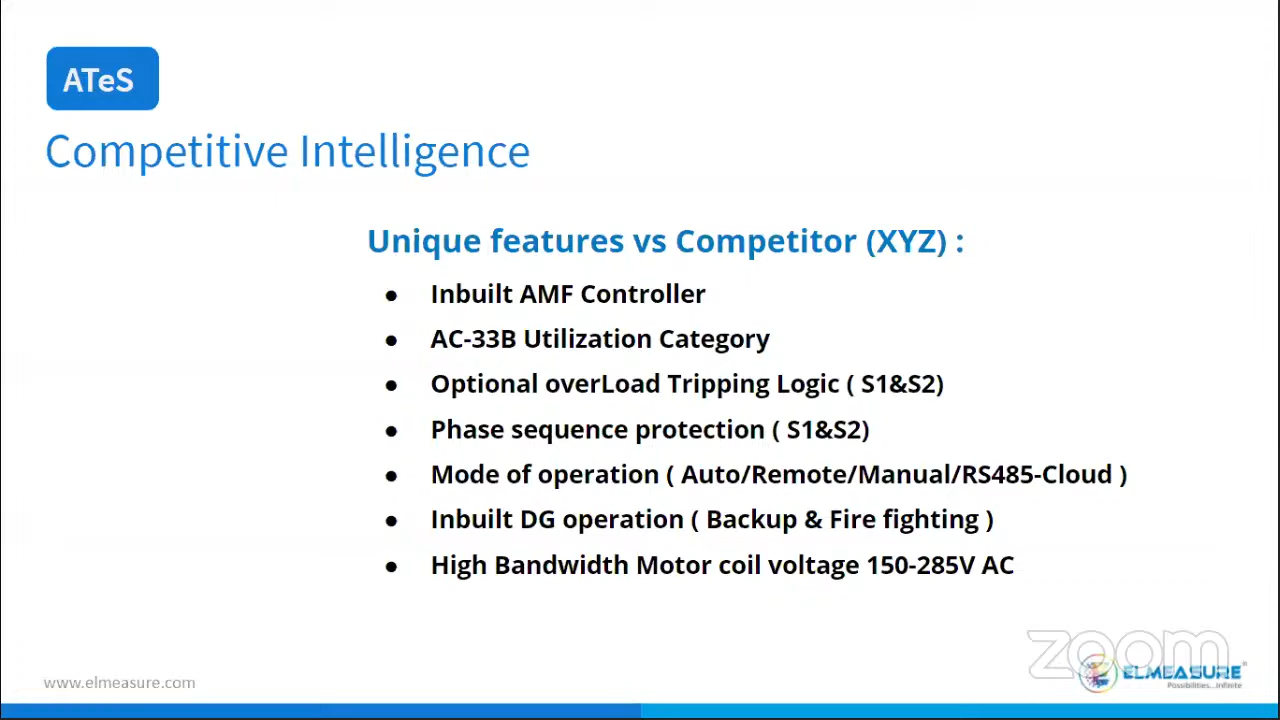 ATeS
Competitive Intelligence
Unique features vs Competitor (XYZ) :
● Inbuilt AMF Controller
● AC-33B Utilization Category
● Optional overLoad Tripping Logic ( S1&S2)
● Phase sequence protection ( S1&S2)
● Mode of operation ( Auto/Remote/Manual/RS485-Cloud )
● Inbuilt DG operation ( Backup & Fire fighting )
● High Bandwidth Motor coil voltage 150-285V AC
zoom
ELMEASURE®
Possibilities...Infinite
www.elmeasure.com